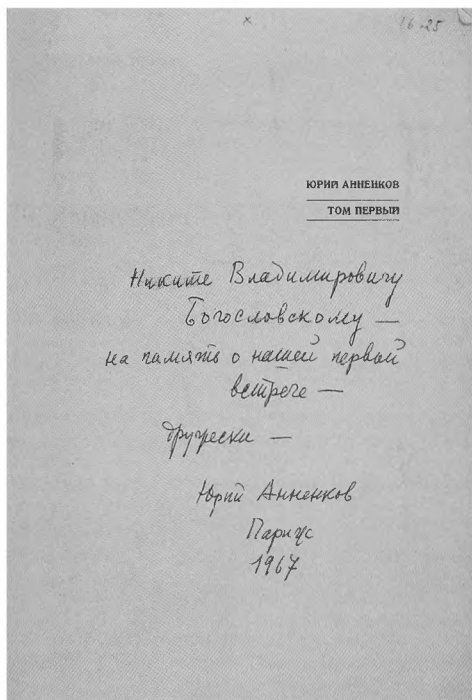 x
16-25
ЮРИЙ АННЕНКОВ
ТОМ ПЕРВЫЙ
Никите Владимировичу
Богословскому —
на память о нашей первой
встрече —
дружески —
Юрий Анненков
Париж
1967